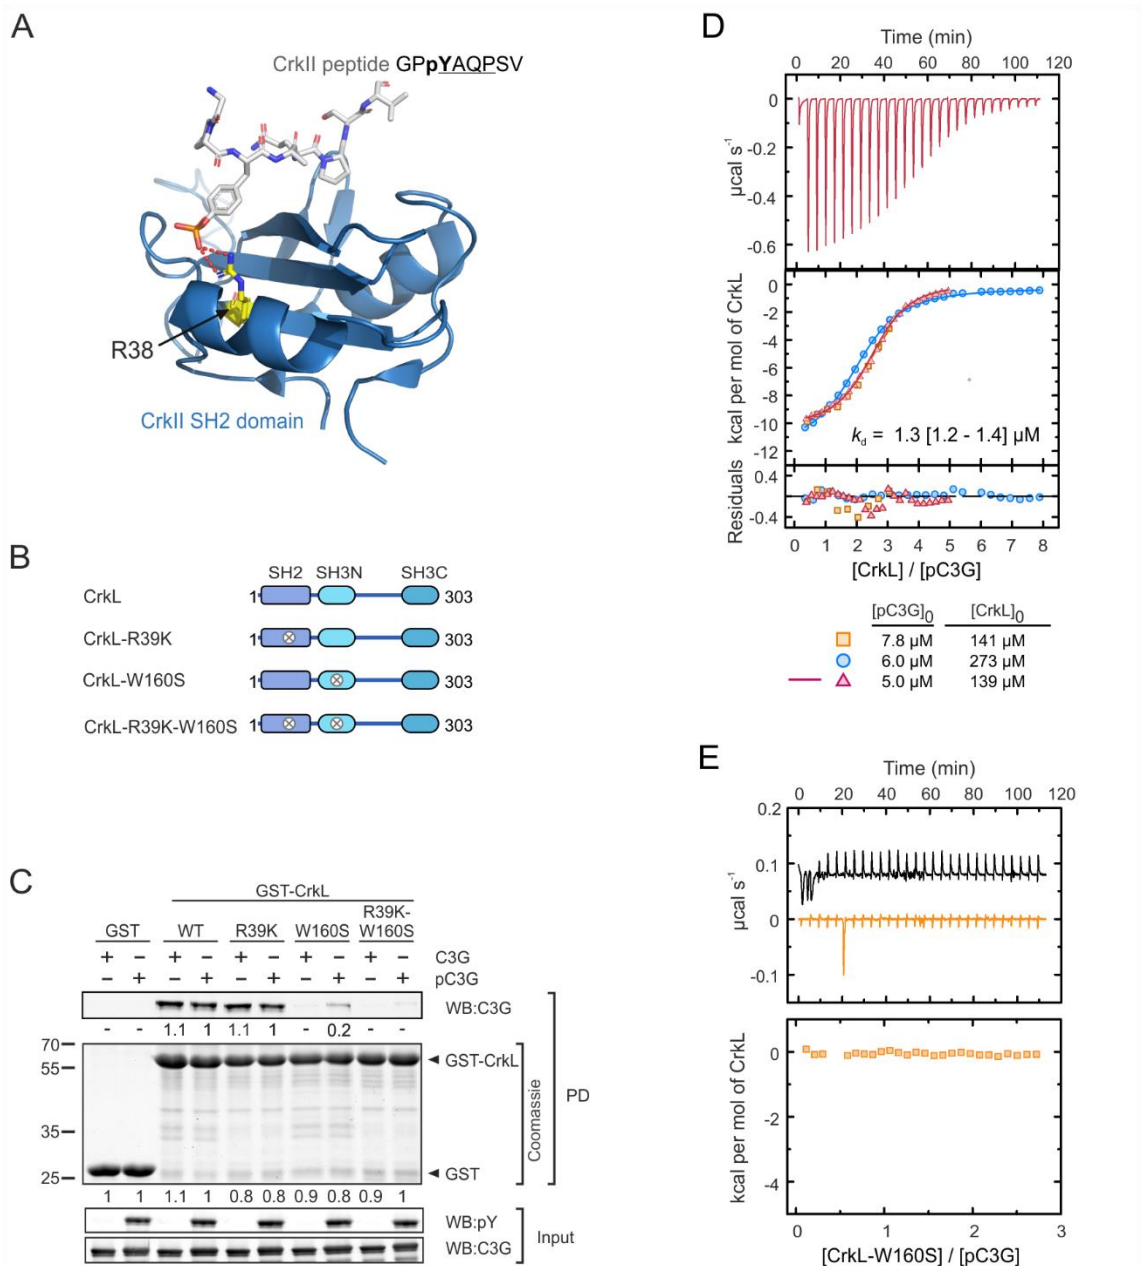 A
CrkII peptide GPpYAQPSV
R38
CrkII SH2 domain
B
SH2 SH3N SH3C
CrkL 1 303
CrkL-R39K 1 303
CrkL-W160S 1 303
CrkL-R39K-W160S 1 303
C
GST-CrkL
GST WT R39K W160S R39K-
W160S
+ - + - + - + - + - C3G
- + - + - + - + - + pC3G
WB:C3G
- 1.1 1 1.1 1 - 0.2 - -
70
55
35
25
GST-CrkL
GST
Coomassie
PD
1 1 1.1 1 0.8 0.8 0.9 0.8 0.9 1
WB:pY
WB:C3G
Input
D
Time (min)
0 20 40 60 80 100 120
µcal s⁻¹
0
-0.2
-0.4
-0.6
kcal per mol of CrkL
0
-2
-4
-6
-8
-10
-12
kd = 1.3 [1.2 - 1.4] µM
Residuals
0.4
-0.4
0 1 2 3 4 5 6 7 8
[CrkL] / [pC3G]
[pC3G]0 [CrkL]0
7.8 µM 141 µM
6.0 µM 273 µM
5.0 µM 139 µM
E
Time (min)
0 20 40 60 80 100 120
µcal s⁻¹
0.2
0.1
0
-0.1
kcal per mol of CrkL
0
-2
-4
0 1 2 3
[CrkL-W160S] / [pC3G]